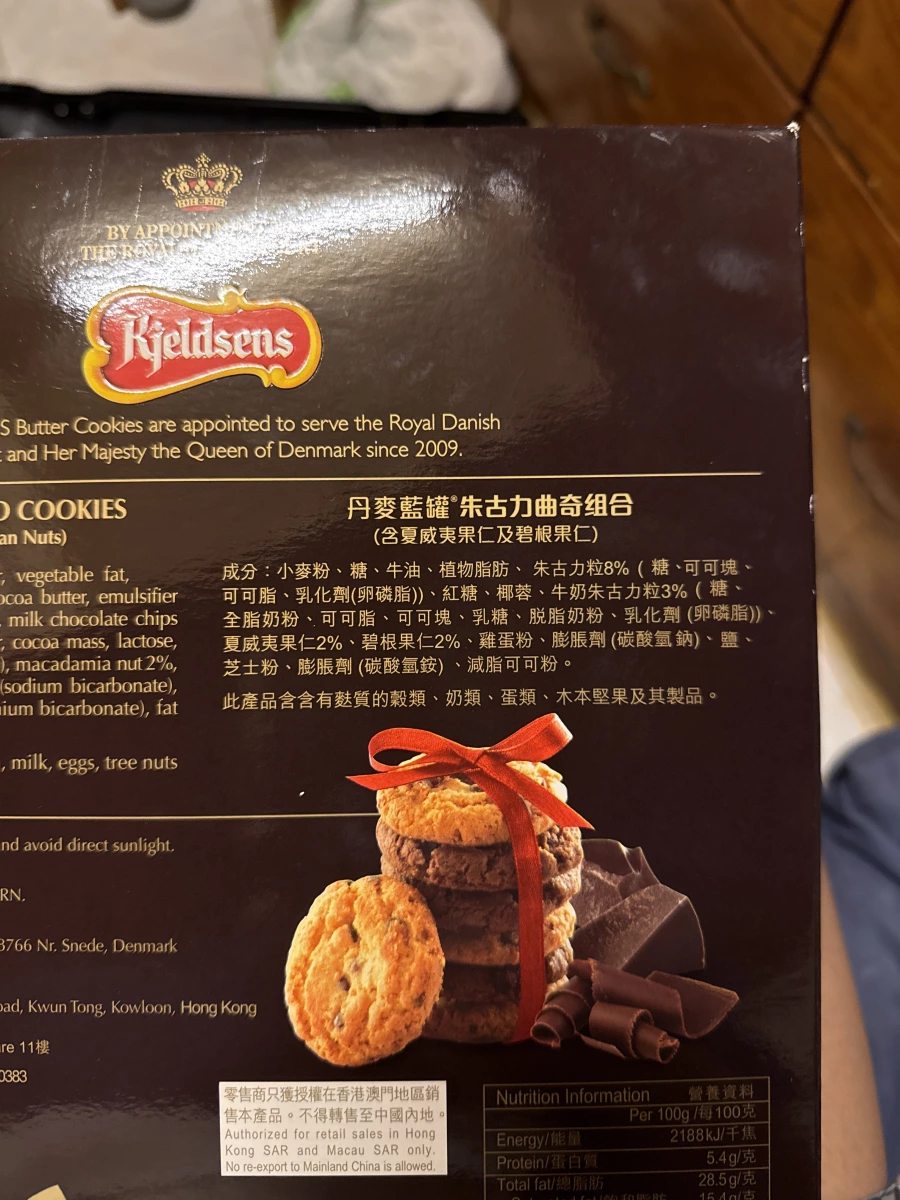 BY APPOINTM
THE ROYAL
Kjeldsens
S Butter Cookies are appointed to serve the Royal Danish
and Her Majesty the Queen of Denmark since 2009.
D COOKIES
an Nuts)
, vegetable fat,
ocoa butter, emulsifier
, milk chocolate chips
, cocoa mass, lactose,
), macadamia nut 2%,
(sodium bicarbonate),
ium bicarbonate), fat
, milk, eggs, tree nuts
丹麥藍罐®朱古力曲奇组合
(含夏威夷果仁及碧根果仁)
成分：小麥粉、糖、牛油、植物脂肪、朱古力粒8% ( 糖、可可塊、
可可脂、乳化劑(卵磷脂))、紅糖、椰蓉、牛奶朱古力粒3% ( 糖、
全脂奶粉、可可脂、可可塊、乳糖、脱脂奶粉、乳化劑 (卵磷脂))、
夏威夷果仁2%、碧根果仁2%、雞蛋粉、膨脹劑 (碳酸氫鈉)、鹽、
芝士粉、膨脹劑 (碳酸氫銨) 、減脂可可粉。
此產品含含有麩質的穀類、奶類、蛋類、木本堅果及其製品。
nd avoid direct sunlight.
RN.
8766 Nr. Snede, Denmark
oad, Kwun Tong, Kowloon, Hong Kong
re 11樓
0383
零售商只獲授權在香港澳門地區銷
售本產品。不得轉售至中國內地。
Authorized for retail sales in Hong
Kong SAR and Macau SAR only.
No re-export to Mainland China is allowed.
Nutrition Information 營養資料
Per 100g /每100克
Energy/能量 2188kJ/千焦
Protein/蛋白質 5.4g/克
Total fat/總脂肪 28.5g/克